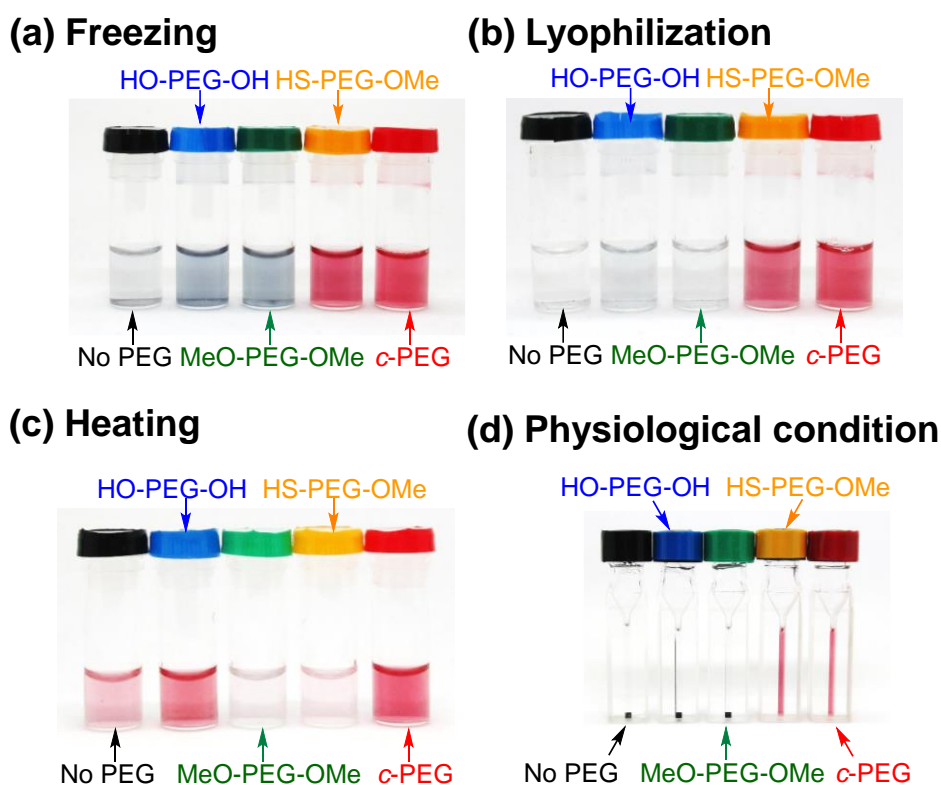 (a) Freezing
HO-PEG-OH HS-PEG-OMe
No PEG MeO-PEG-OMe c-PEG
(b) Lyophilization
HO-PEG-OH HS-PEG-OMe
No PEG MeO-PEG-OMe c-PEG
(c) Heating
HO-PEG-OH HS-PEG-OMe
No PEG MeO-PEG-OMe c-PEG
(d) Physiological condition
HO-PEG-OH HS-PEG-OMe
No PEG MeO-PEG-OMe c-PEG